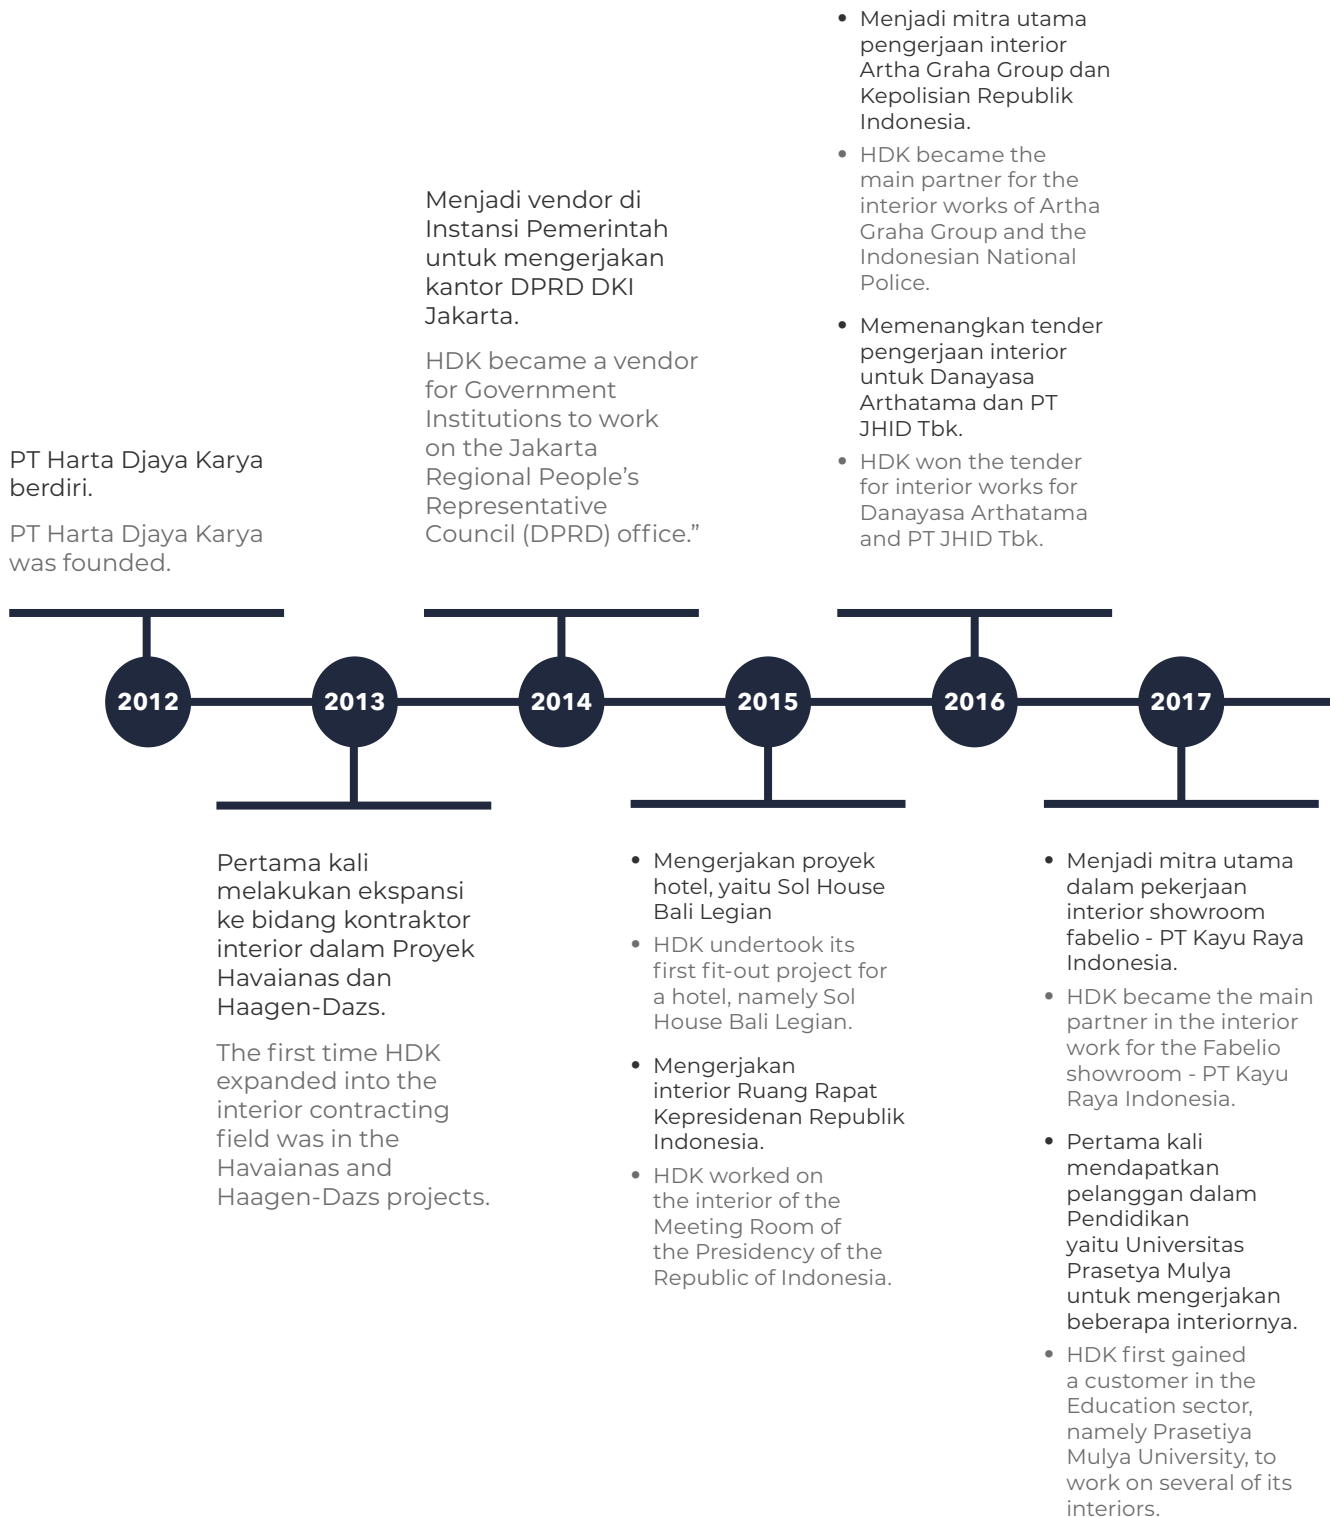 PT Harta Djaya Karya
berdiri.
PT Harta Djaya Karya
was founded.
2012
2013
Pertama kali
melakukan ekspansi
ke bidang kontraktor
interior dalam Proyek
Havaianas dan
Haagen-Dazs.
The first time HDK
expanded into the
interior contracting
field was in the
Havaianas and
Haagen-Dazs projects.
Menjadi vendor di
Instansi Pemerintah
untuk mengerjakan
kantor DPRD DKI
Jakarta.
HDK became a vendor
for Government
Institutions to work
on the Jakarta
Regional People’s
Representative
Council (DPRD) office.”
2014
2015
• Mengerjakan proyek
hotel, yaitu Sol House
Bali Legian
• HDK undertook its
first fit-out project for
a hotel, namely Sol
House Bali Legian.
• Mengerjakan
interior Ruang Rapat
Kepresidenan Republik
Indonesia.
• HDK worked on
the interior of the
Meeting Room of
the Presidency of the
Republic of Indonesia.
• Menjadi mitra utama
pengerjaan interior
Artha Graha Group dan
Kepolisian Republik
Indonesia.
• HDK became the
main partner for the
interior works of Artha
Graha Group and the
Indonesian National
Police.
• Memenangkan tender
pengerjaan interior
untuk Danayasa
Arthatama dan PT
JHID Tbk.
• HDK won the tender
for interior works for
Danayasa Arthatama
and PT JHID Tbk.
2016
2017
• Menjadi mitra utama
dalam pekerjaan
interior showroom
fabelio - PT Kayu Raya
Indonesia.
• HDK became the main
partner in the interior
work for the Fabelio
showroom - PT Kayu
Raya Indonesia.
• Pertama kali
mendapatkan
pelanggan dalam
Pendidikan
yaitu Universitas
Prasetya Mulya
untuk mengerjakan
beberapa interiornya.
• HDK first gained
a customer in the
Education sector,
namely Prasetiya
Mulya University, to
work on several of its
interiors.